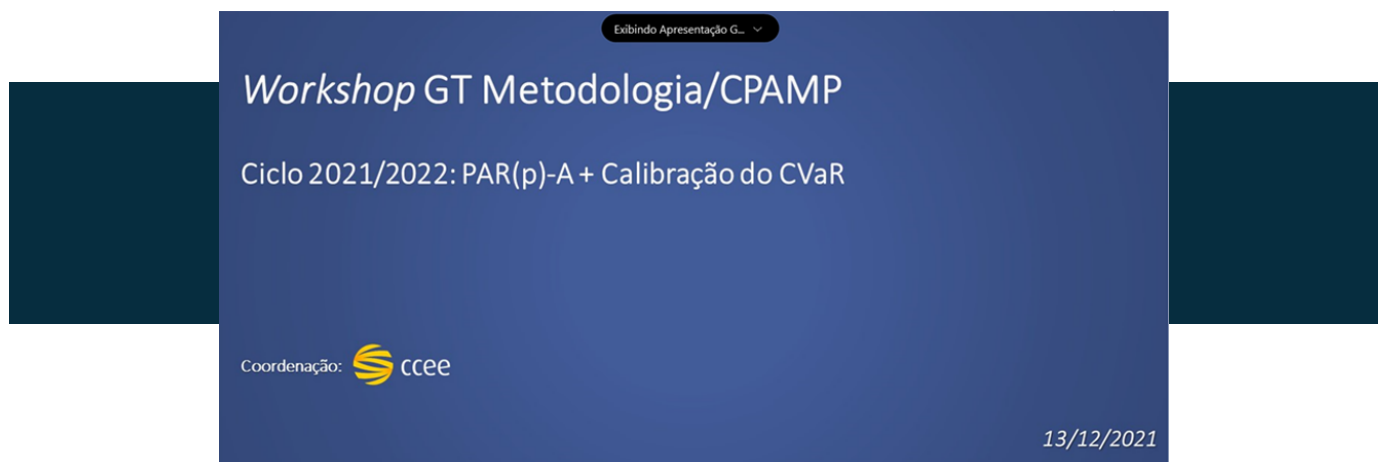 Exibindo Apresentação G...
Workshop GT Metodologia/CPAMP
Ciclo 2021/2022: PAR(p)-A + Calibração do CVaR
Coordenação: ccee
13/12/2021